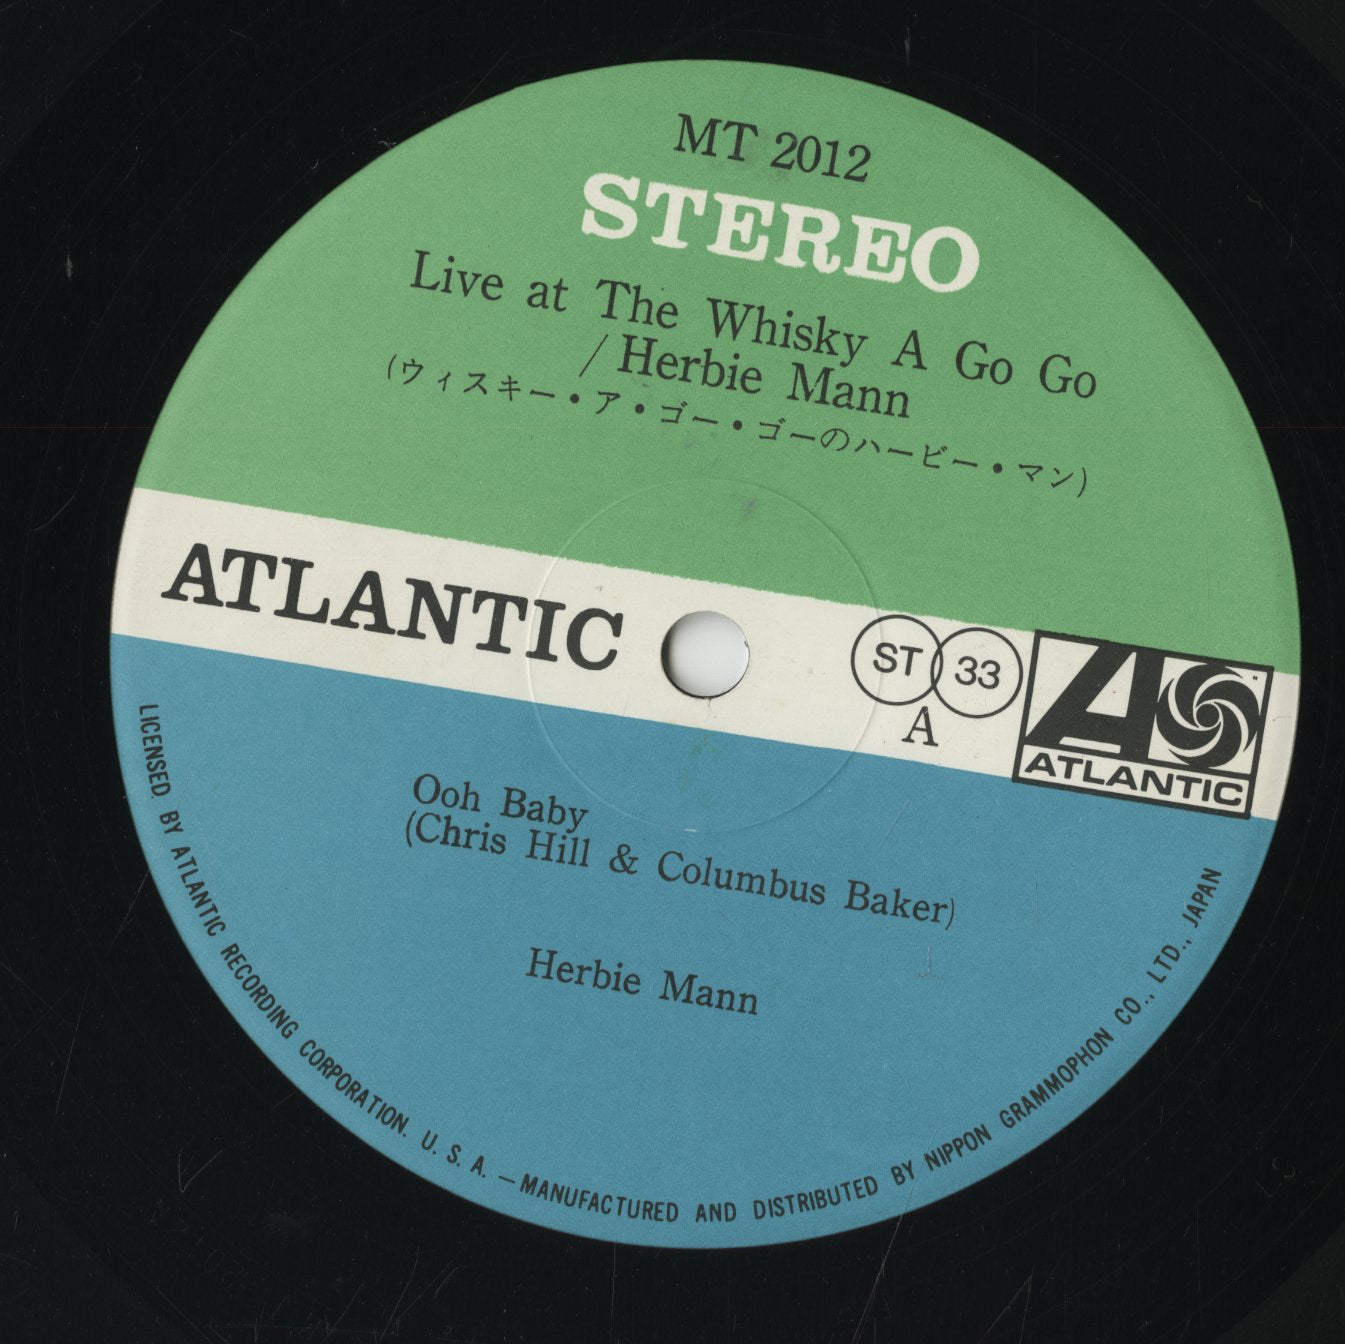 MT 2012
STEREO
Live at The Whisky A Go Go
/Herbie Mann
(ウィスキー・ア・ゴー・ゴーのハービー・マン)
ATLANTIC
ST 33
A
ATLANTIC
Ooh Baby
(Chris Hill & Columbus Baker)
Herbie Mann
LICENSED BY ATLANTIC RECORDING CORPORATION. U. S. A. —MANUFACTURED AND DISTRIBUTED BY NIPPON GRAMMOPHON CO., LTD., JAPAN